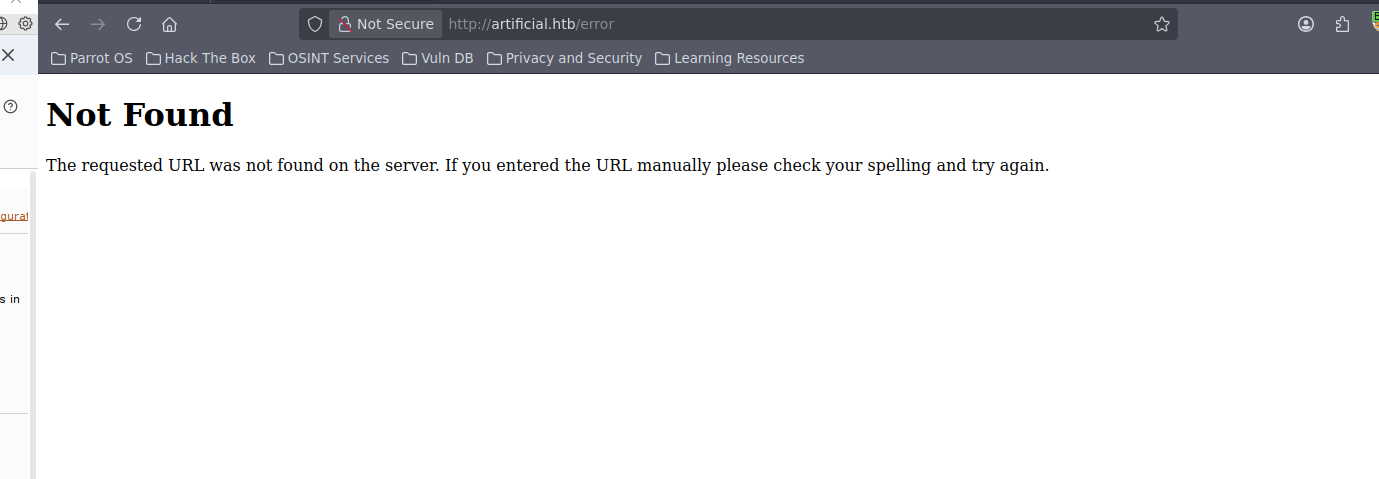 Not Secure http://artificial.htb/error
Parrot OS Hack The Box OSINT Services Vuln DB Privacy and Security Learning Resources
Not Found
The requested URL was not found on the server. If you entered the URL manually please check your spelling and try again.
gurat
s in